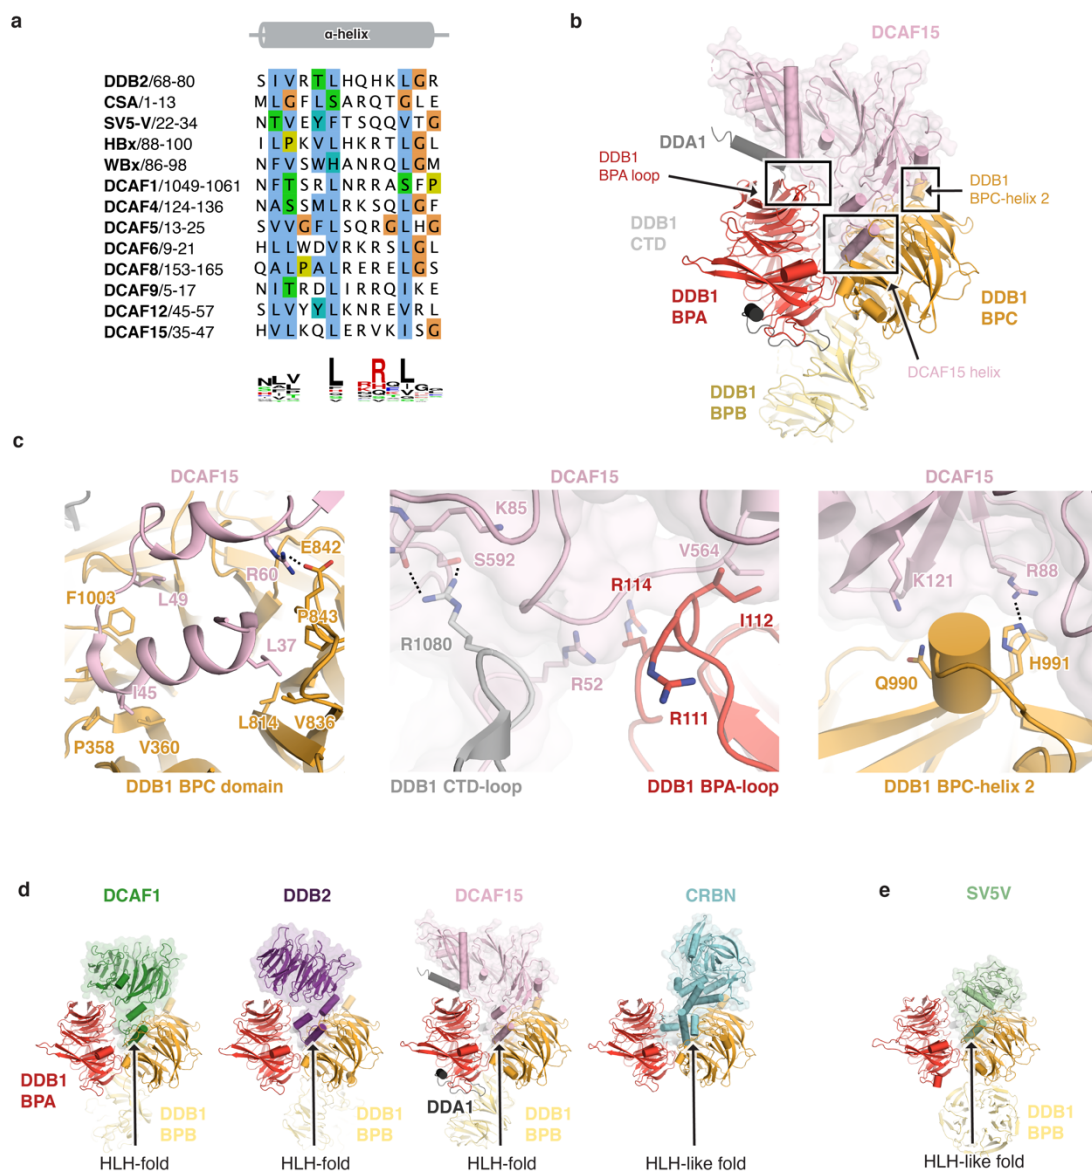 a
α-helix
DDB2/68-80 S I V R T L H Q H K L G R
CSA/1-13 M L G F L S A R Q T G L E
SV5-V/22-34 N T V E Y F T S Q Q V T G
HBx/88-100 I L P K V L H K R T L G L
WBx/86-98 N F V S W H A N R Q L G M
DCAF1/1049-1061 N F T S R L N R R A S F P
DCAF4/124-136 N A S S M L R K S Q L G F
DCAF5/13-25 S V V G F L S Q R G L H G
DCAF6/9-21 H L L W D V R K R S L G L
DCAF8/153-165 Q A L P A L R E R E L G S
DCAF9/5-17 N I T R D L I R R Q I K E
DCAF12/45-57 S L V Y Y L K N R E V R L
DCAF15/35-47 H V L K Q L E R V K I S G
N L V L R L
b
DCAF15
DDA1
DDB1
BPA loop
DDB1
BPC-helix 2
DDB1
CTD
DDB1
BPA
DDB1
BPC
DCAF15 helix
DDB1
BPB
c
DCAF15
E842
R60
F1003
L49
P843
L37
I45
L814
V836
P358
V360
DDB1 BPC domain
DCAF15
K85
S592
V564
R114
I112
R1080
R52
R111
DDB1 CTD-loop
DDB1 BPA-loop
DCAF15
R88
K121
H991
Q990
DDB1 BPC-helix 2
d
DCAF1
DDB2
DCAF15
CRBN
DDB1
BPA
DDB1
BPB
DDB1
BPB
DDA1
HLH-fold
HLH-fold
HLH-fold
HLH-like fold
e
SV5V
DDB1
BPB
HLH-like fold